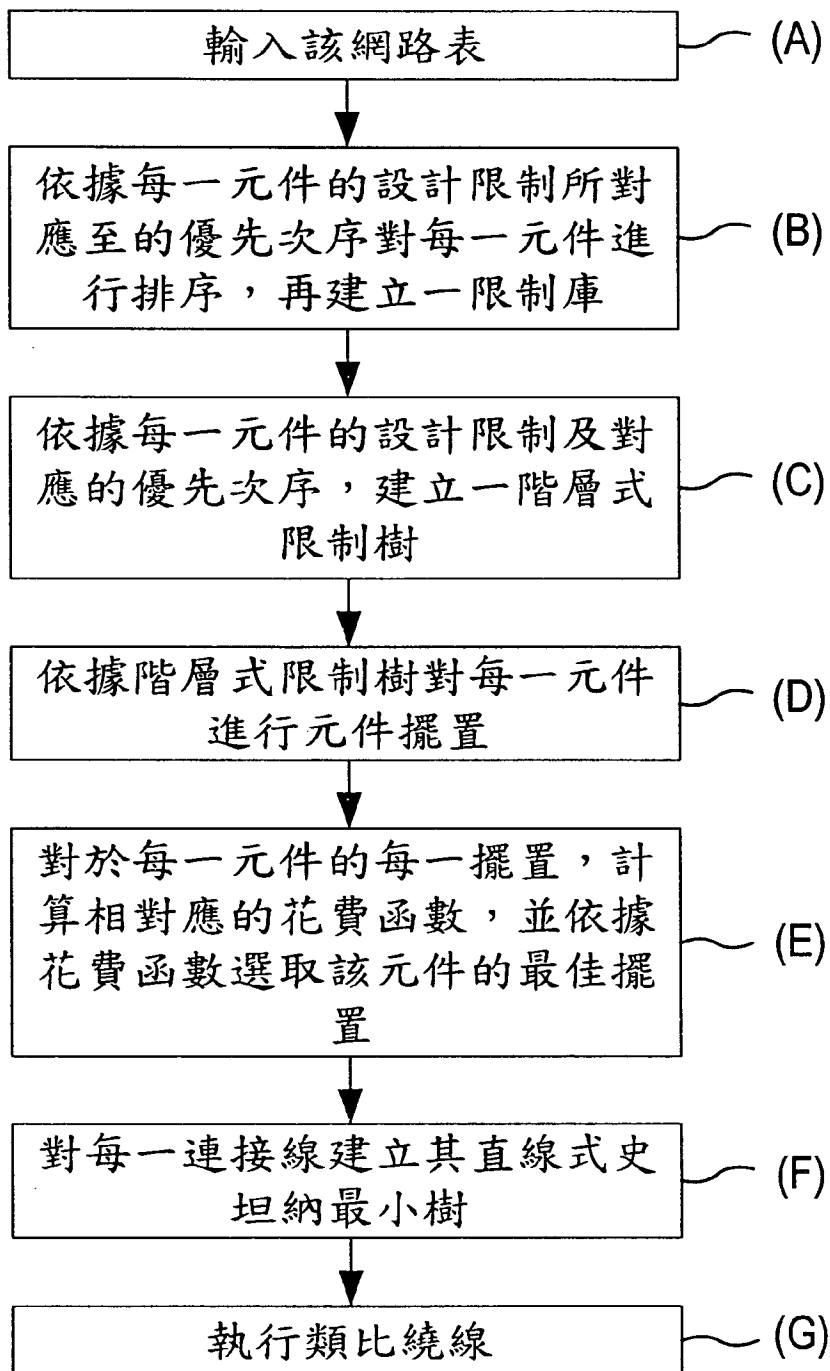 輸入該網路表
(A)
依據每一元件的設計限制所對
應至的優先次序對每一元件進
行排序，再建立一限制庫
(B)
依據每一元件的設計限制及對
應的優先次序，建立一階層式
限制樹
(C)
依據階層式限制樹對每一元件
進行元件擺置
(D)
對於每一元件的每一擺置，計
算相對應的花費函數，並依據
花費函數選取該元件的最佳擺
置
(E)
對每一連接線建立其直線式史
坦納最小樹
(F)
執行類比繞線
(G)